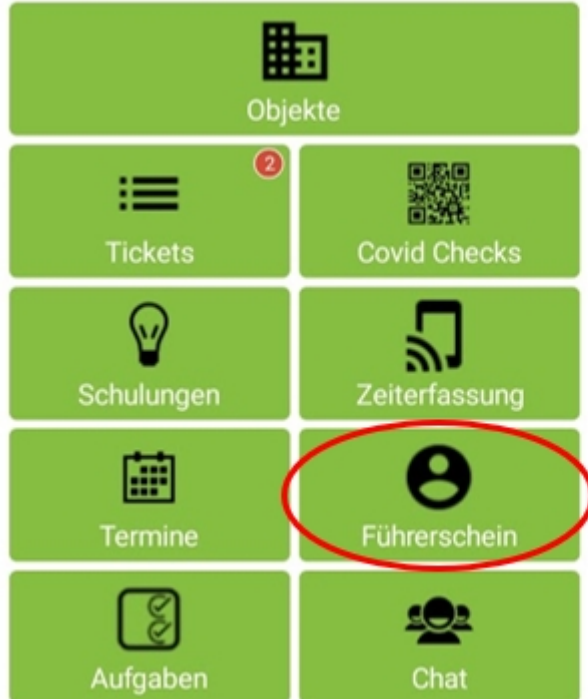 Objekte
2
Tickets
Covid Checks
Schulungen
Zeiterfassung
Termine
Führerschein
Aufgaben
Chat